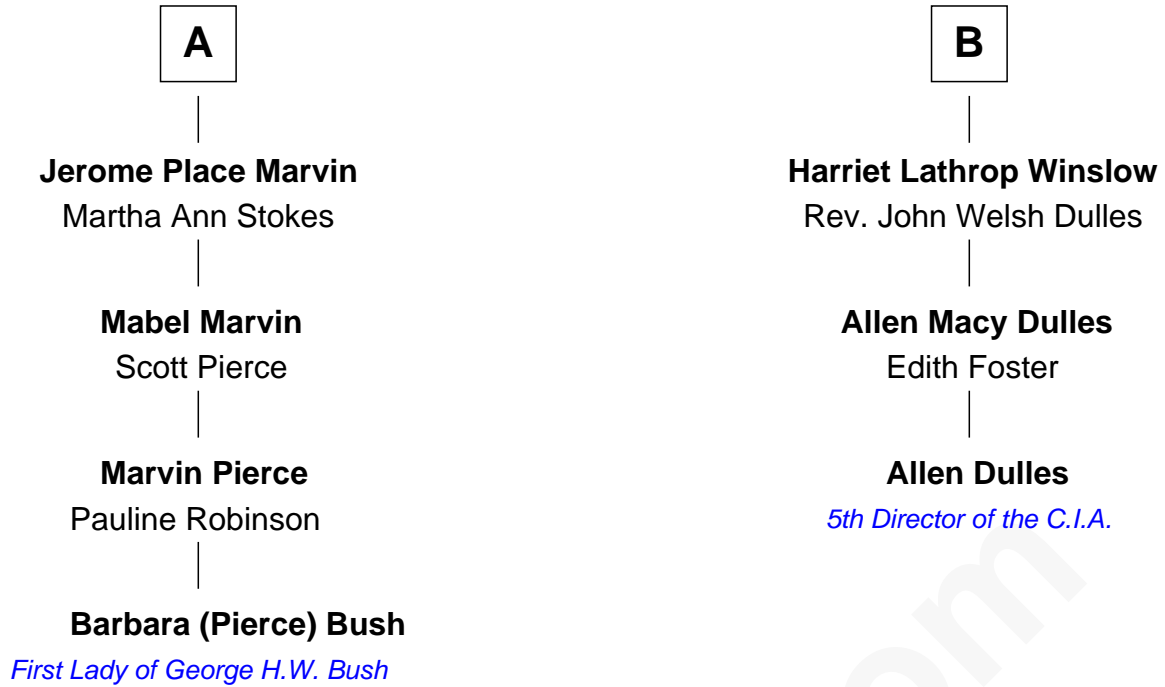 A
Jerome Place Marvin
Martha Ann Stokes
Mabel Marvin
Scott Pierce
Marvin Pierce
Pauline Robinson
Barbara (Pierce) Bush
First Lady of George H.W. Bush
B
Harriet Lathrop Winslow
Rev. John Welsh Dulles
Allen Macy Dulles
Edith Foster
Allen Dulles
5th Director of the C.I.A.
om